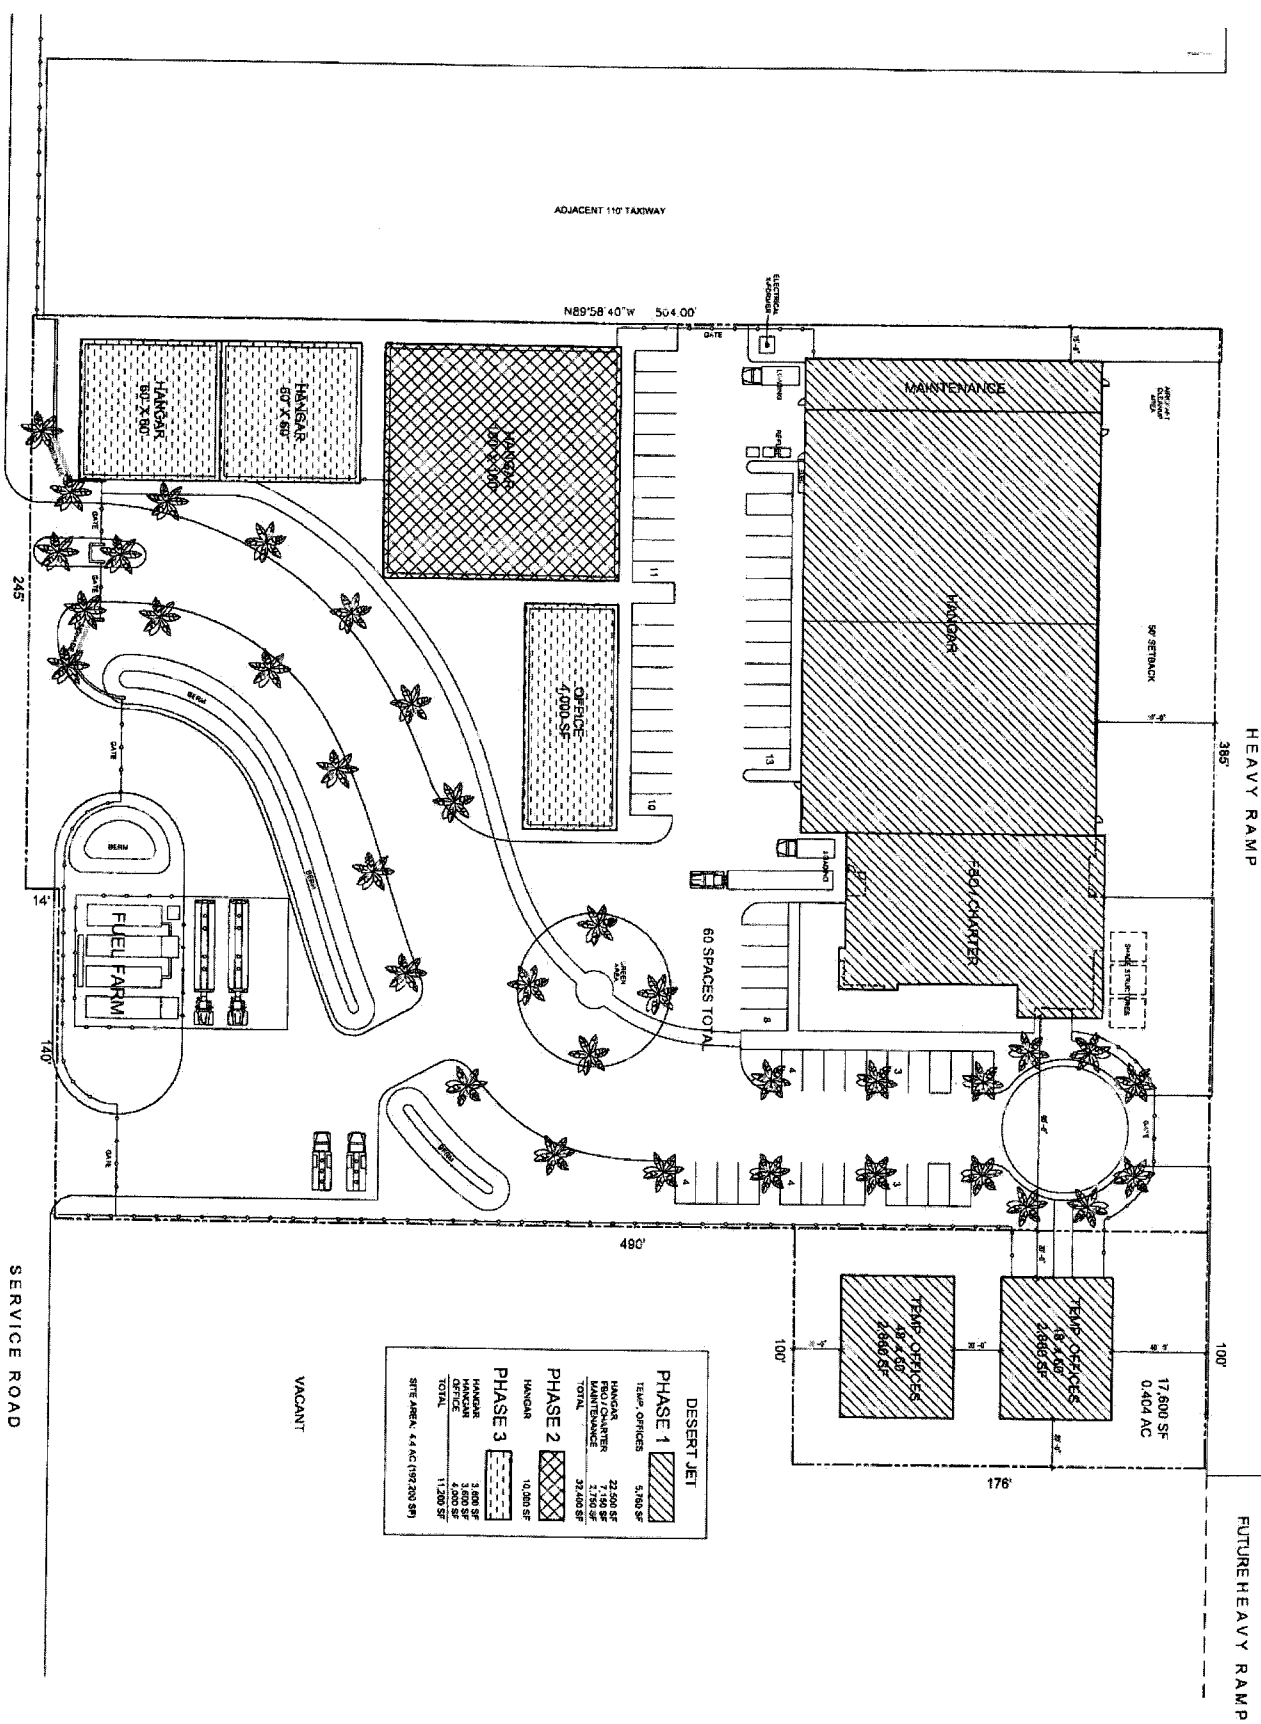 HEAVY RAMP
FUTURE HEAVY RAMP
385'
100'
17,600 SF
0.404 AC
50' SETBACK
SHADE STRUCTURES
GATE
TEMP. OFFICES
48' x 60'
2,880 SF
TEMP. OFFICES
48' x 60'
2,880 SF
176'
100'
MAINTENANCE
HANGAR
FBO / CHARTER
ELECTRICAL
LOADING
LOADING
ADJACENT 110' TAXIWAY
N89°58'40"W 504.00'
GATE
13
8
60 SPACES TOTAL
4
3
4
4
3
11
10
HANGAR
100' X 100'
OFFICE
4,000 SF
GREEN
AREA
HANGAR
60' X 60'
HANGAR
60' X 60'
GATE
GATE
GATE
BERM
BERM
BERM
BERM
FUEL FARM
GATE
245'
14'
140'
490'
DESERT JET
PHASE 1
TEMP. OFFICES 5,760 SF
HANGAR 22,500 SF
FBO / CHARTER 7,150 SF
MAINTENANCE 2,750 SF
TOTAL 32,400 SF
PHASE 2
HANGAR 10,000 SF
PHASE 3
HANGAR 3,600 SF
HANGAR 3,600 SF
OFFICE 4,000 SF
TOTAL 11,200 SF
SITE AREA: 4.4 AC (192,200 SF)
VACANT
SERVICE ROAD